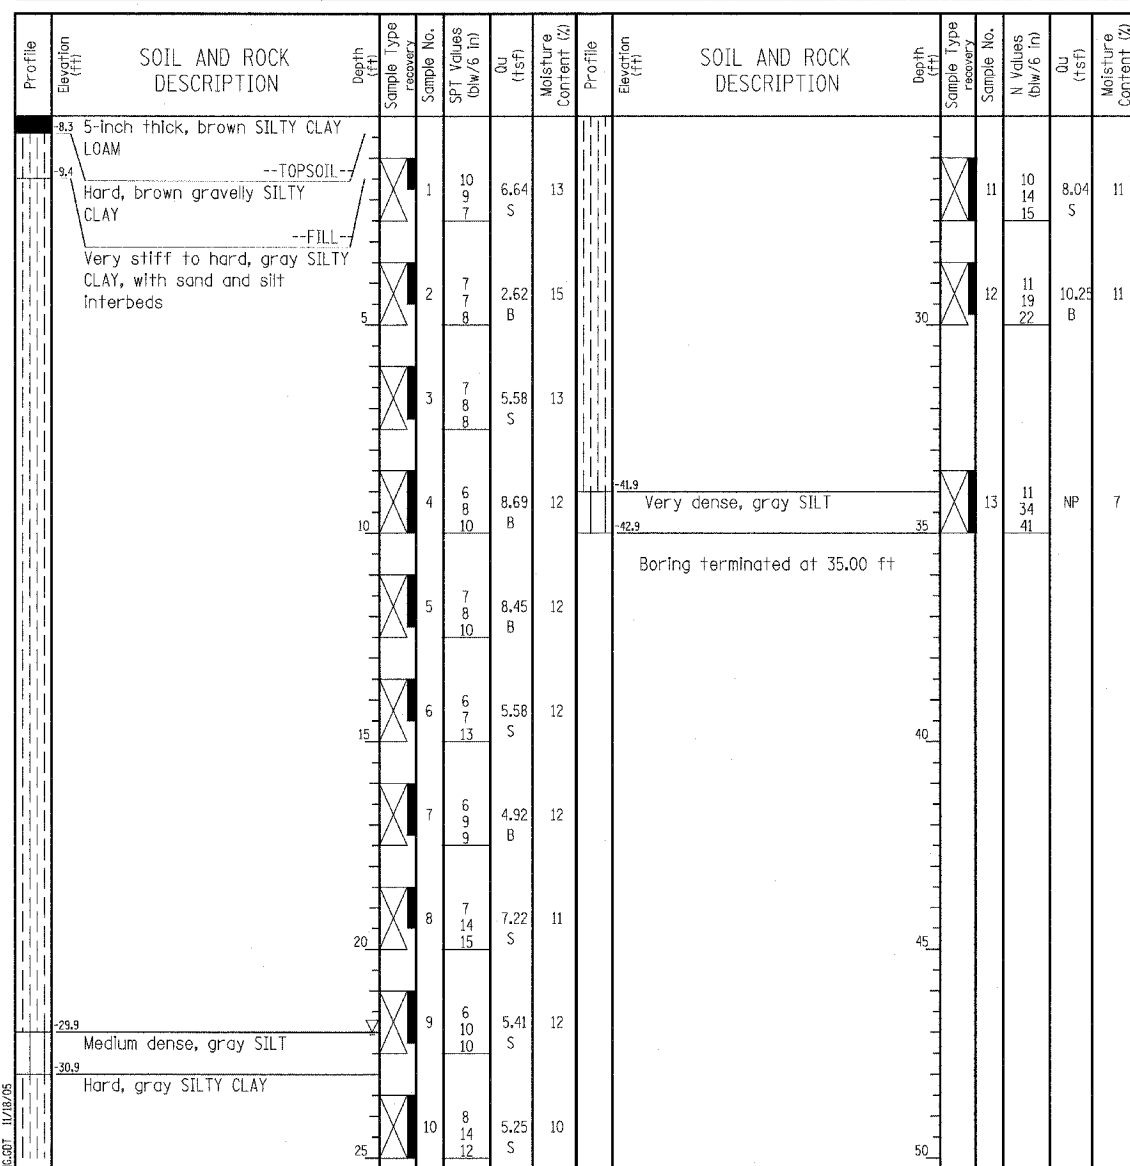 Profile
Elevation (ft)
SOIL AND ROCK
DESCRIPTION
Depth (ft)
Sample Type
recovery
Sample No.
SPT Values (blw/6 in)
Qu (tsf)
Moisture Content (%)
Profile
Elevation (ft)
SOIL AND ROCK
DESCRIPTION
Depth (ft)
Sample Type
recovery
Sample No.
N Values (blw/6 in)
Qu (tsf)
Moisture Content (%)
-8.3 5-inch thick, brown SILTY CLAY
LOAM
--TOPSOIL--
-9.4
Hard, brown gravelly SILTY
CLAY
--FILL--
Very stiff to hard, gray SILTY
CLAY, with sand and silt
interbeds
1 10 9 7 6.64 S 13
2 7 7 8 2.62 B 15
5
3 7 8 8 5.58 S 13
4 6 8 10 8.69 B 12
10
5 7 8 10 8.45 B 12
6 6 7 13 5.58 S 12
15
7 6 9 9 4.92 B 12
8 7 14 15 7.22 S 11
20
9 6 10 10 5.41 S 12
-29.9
Medium dense, gray SILT
-30.9
Hard, gray SILTY CLAY
10 8 14 12 5.25 S 10
25
11 10 14 15 8.04 S 11
12 11 19 22 10.25 B 11
30
-41.9
Very dense, gray SILT
13 11 34 41 NP 7
-42.9
35
Boring terminated at 35.00 ft
40
45
50
G.GDT 11/18/05